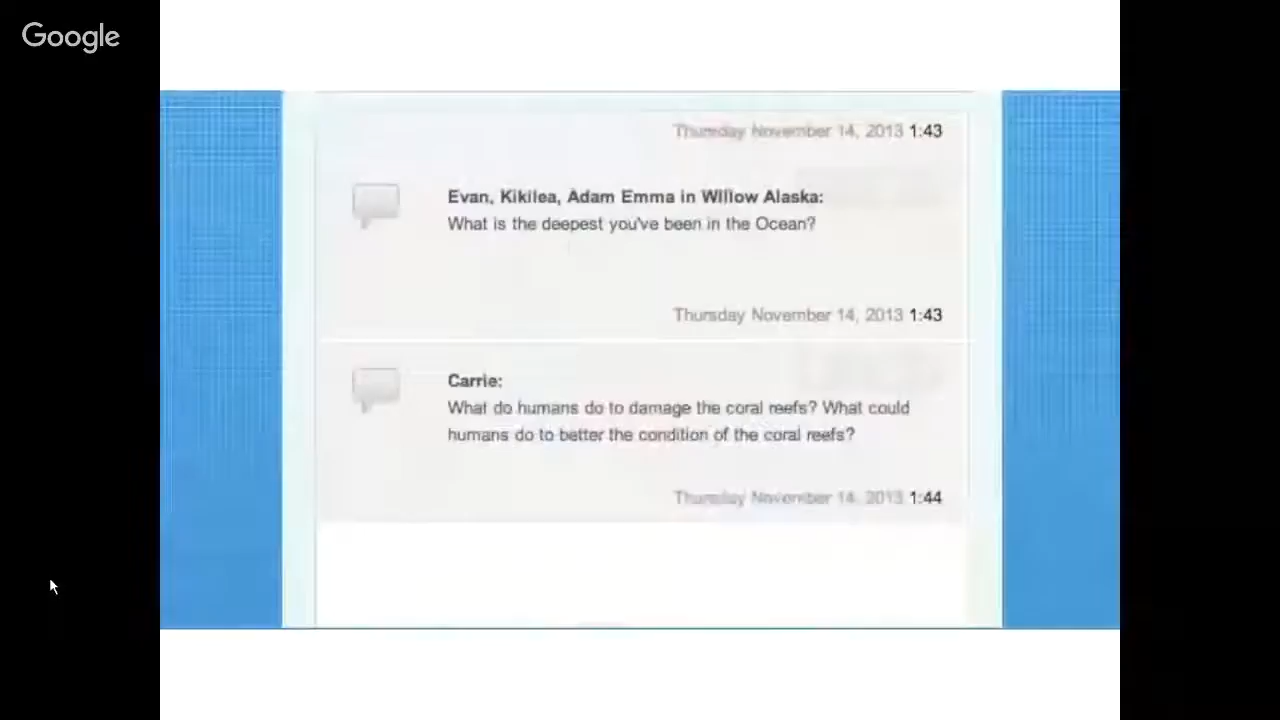 Google
Thursday November 14, 2013 1:43
Evan, Kikilea, Adam Emma in Willow Alaska:
What is the deepest you've been in the Ocean?
Thursday November 14, 2013 1:43
Carrie:
What do humans do to damage the coral reefs? What could
humans do to better the condition of the coral reefs?
Thursday November 14, 2013 1:44